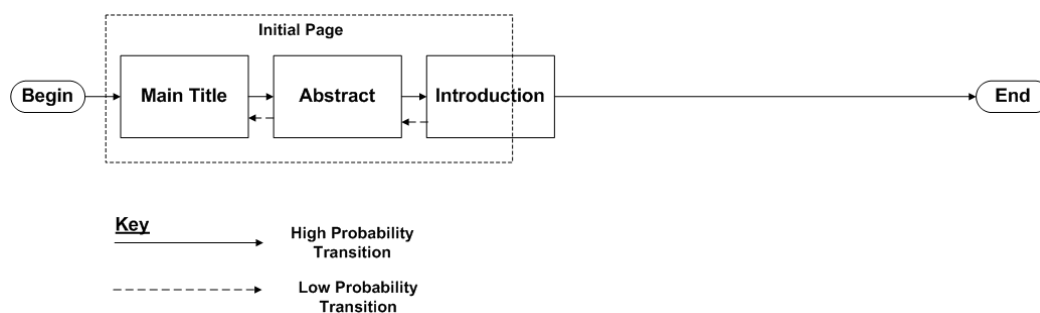 Initial Page
Begin
Main Title
Abstract
Introduction
End
Key
High Probability
Transition
Low Probability
Transition